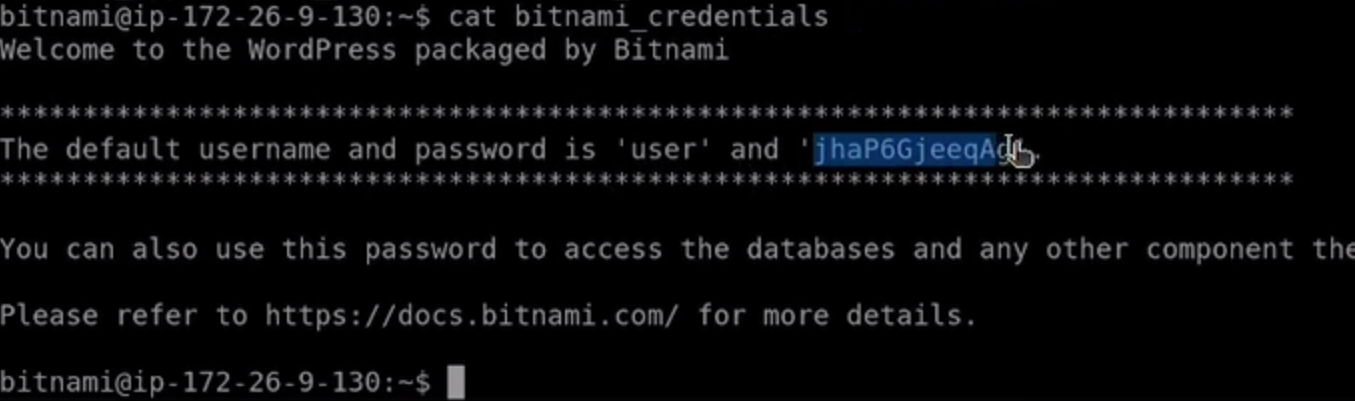 bitnami@ip-172-26-9-130:~$ cat bitnami_credentials
Welcome to the WordPress packaged by Bitnami
******************************************************************************
The default username and password is 'user' and '
******************************************************************************
You can also use this password to access the databases and any other component the
Please refer to https://docs.bitnami.com/ for more details.
bitnami@ip-172-26-9-130:~$